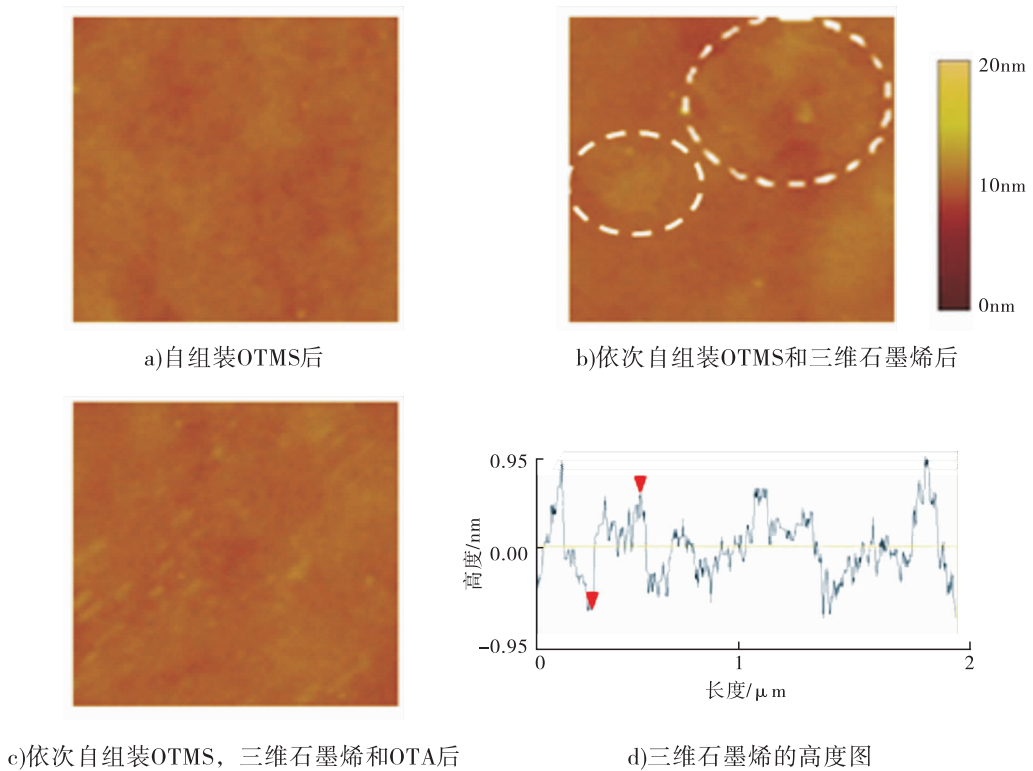 20nm
10nm
0nm
a)自组装OTMS后
b)依次自组装OTMS和三维石墨烯后
0.95
0.00
-0.95
高度/nm
0
1
2
长度/μm
c)依次自组装OTMS，三维石墨烯和OTA后
d)三维石墨烯的高度图